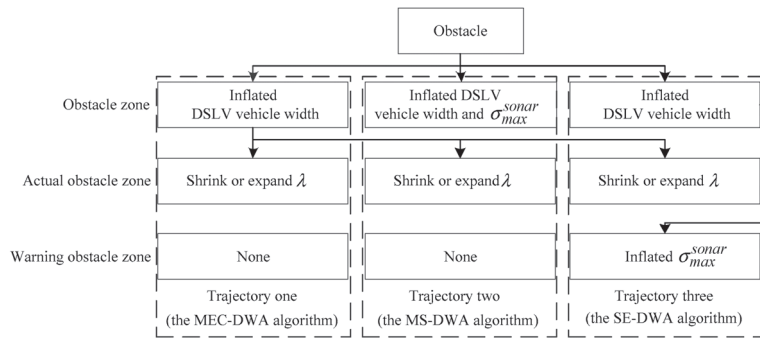 Obstacle
Obstacle zone
Inflated
DSLV vehicle width
Inflated DSLV
vehicle width and σ_max^sonar
Inflated
DSLV vehicle width
Actual obstacle zone
Shrink or expand λ
Shrink or expand λ
Shrink or expand λ
Warning obstacle zone
None
None
Inflated σ_max^sonar
Trajectory one
(the MEC-DWA algorithm)
Trajectory two
(the MS-DWA algorithm)
Trajectory three
(the SE-DWA algorithm)